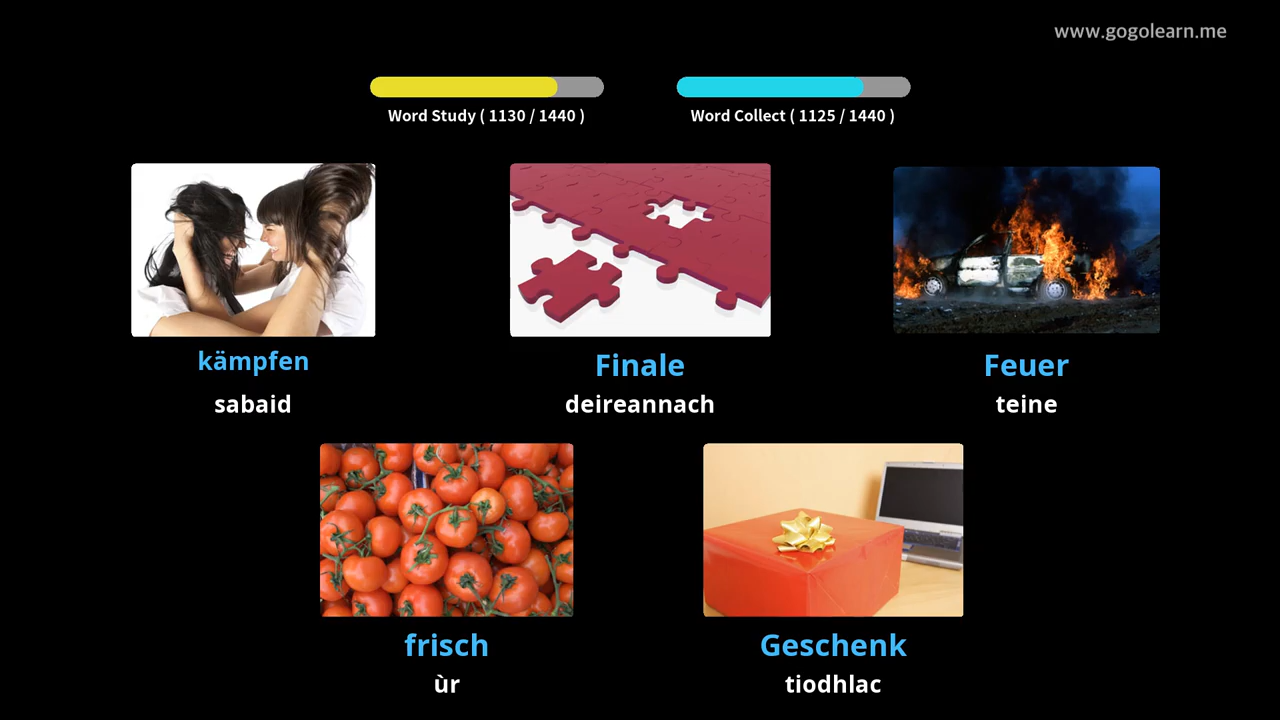 www.gogolearn.me
Word Study ( 1130 / 1440 )
Word Collect ( 1125 / 1440 )
kämpfen
sabaid
Finale
deireannach
Feuer
teine
frisch
ùr
Geschenk
tiodhlac